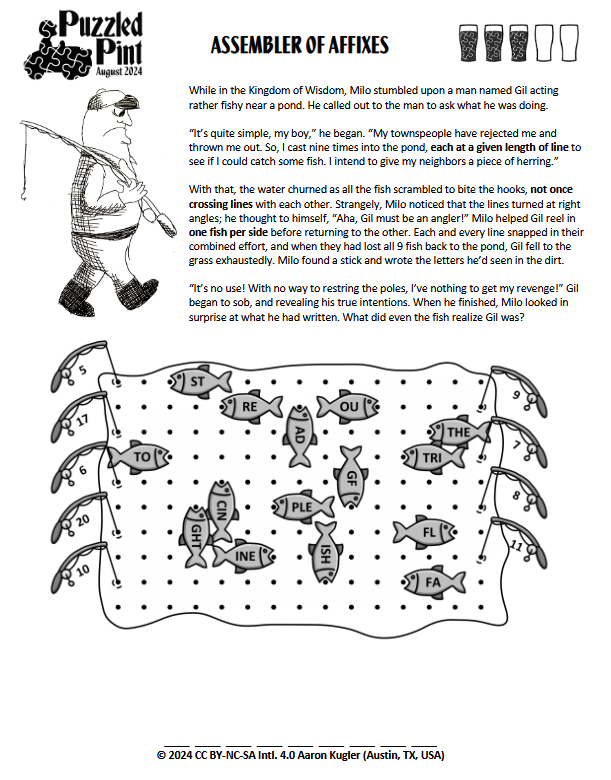 Puzzled
Pint
August 2024
ASSEMBLER OF AFFIXES
While in the Kingdom of Wisdom, Milo stumbled upon a man named Gil acting
rather fishy near a pond. He called out to the man to ask what he was doing.
“It’s quite simple, my boy,” he began. “My townspeople have rejected me and
thrown me out. So, I cast nine times into the pond, each at a given length of line to
see if I could catch some fish. I intend to give my neighbors a piece of herring.”
With that, the water churned as all the fish scrambled to bite the hooks, not once
crossing lines with each other. Strangely, Milo noticed that the lines turned at right
angles; he thought to himself, “Aha, Gil must be an angler!” Milo helped Gil reel in
one fish per side before returning to the other. Each and every line snapped in their
combined effort, and when they had lost all 9 fish back to the pond, Gil fell to the
grass exhaustedly. Milo found a stick and wrote the letters he’d seen in the dirt.
“It’s no use! With no way to restring the poles, I’ve nothing to get my revenge!” Gil
began to sob, and revealing his true intentions. When he finished, Milo looked in
surprise at what he had written. What did even the fish realize Gil was?
5
ST
9
17
RE
OU
AD
THE
7
6
TO
TRI
GF
8
20
CIN
PLE
GHT
FL
11
INE
ISH
10
FA
© 2024 CC BY-NC-SA Intl. 4.0 Aaron Kugler (Austin, TX, USA)